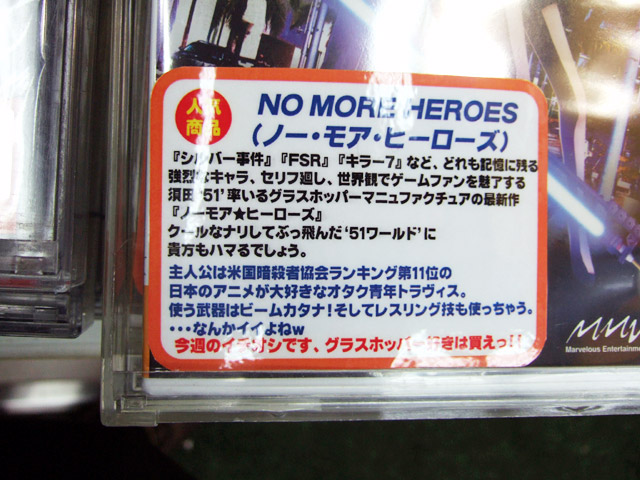 人気
商品
NO MORE HEROES
(ノー・モア・ヒーローズ)
『シルバー事件』『FSR』『キラー7』など、どれも記憶に残る
強烈なキャラ、セリフ廻し、世界観でゲームファンを魅了する
須田‘51’率いるグラスホッパーマニュファクチュアの最新作
『ノーモア★ヒーローズ』
クールなナリしてぶっ飛んだ‘51ワールド’に
貴方もハマるでしょう。
主人公は米国暗殺者協会ランキング第11位の
日本のアニメが大好きなオタク青年トラヴィス。
使う武器はビームカタナ!そしてレスリング技も使っちゃう。
・・・なんかイイよねw
今週のイチオシです、グラスホッパー好きは買えっ!!
Marvelous Entertainment